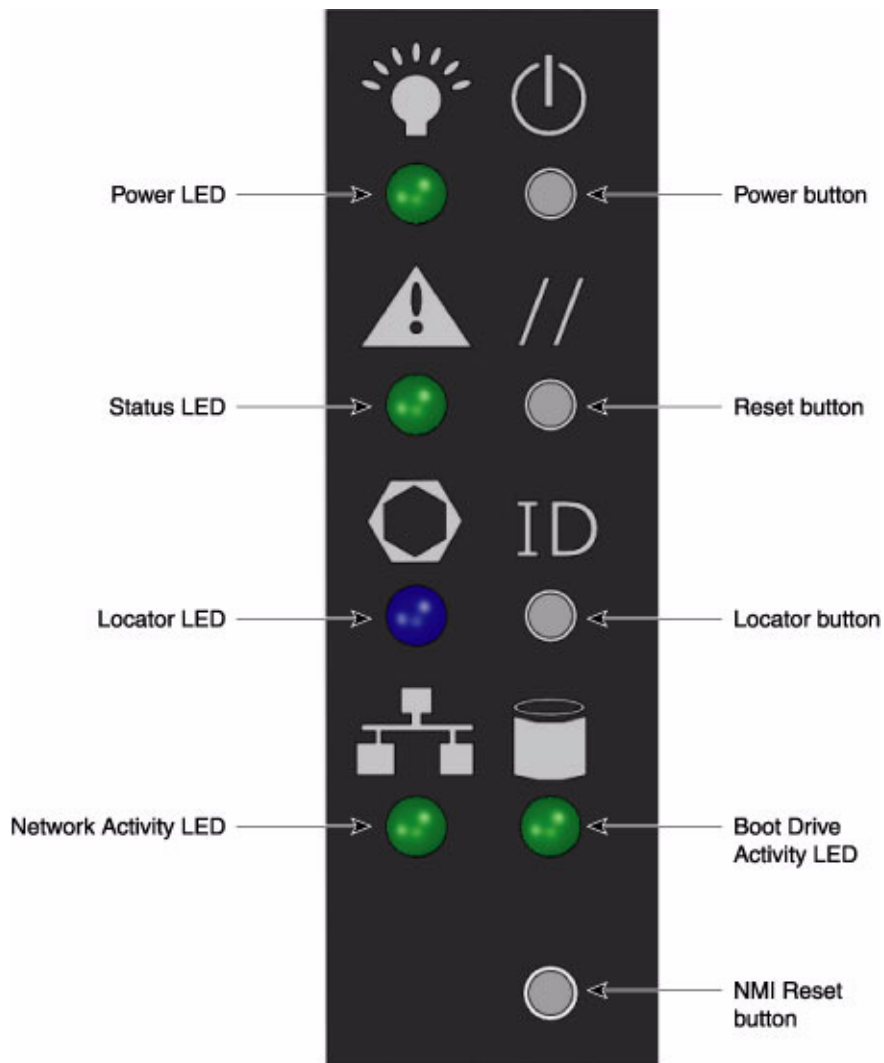 Power LED
Power button
Status LED
Reset button
ID
Locator LED
Locator button
Network Activity LED
Boot Drive
Activity LED
NMI Reset
button